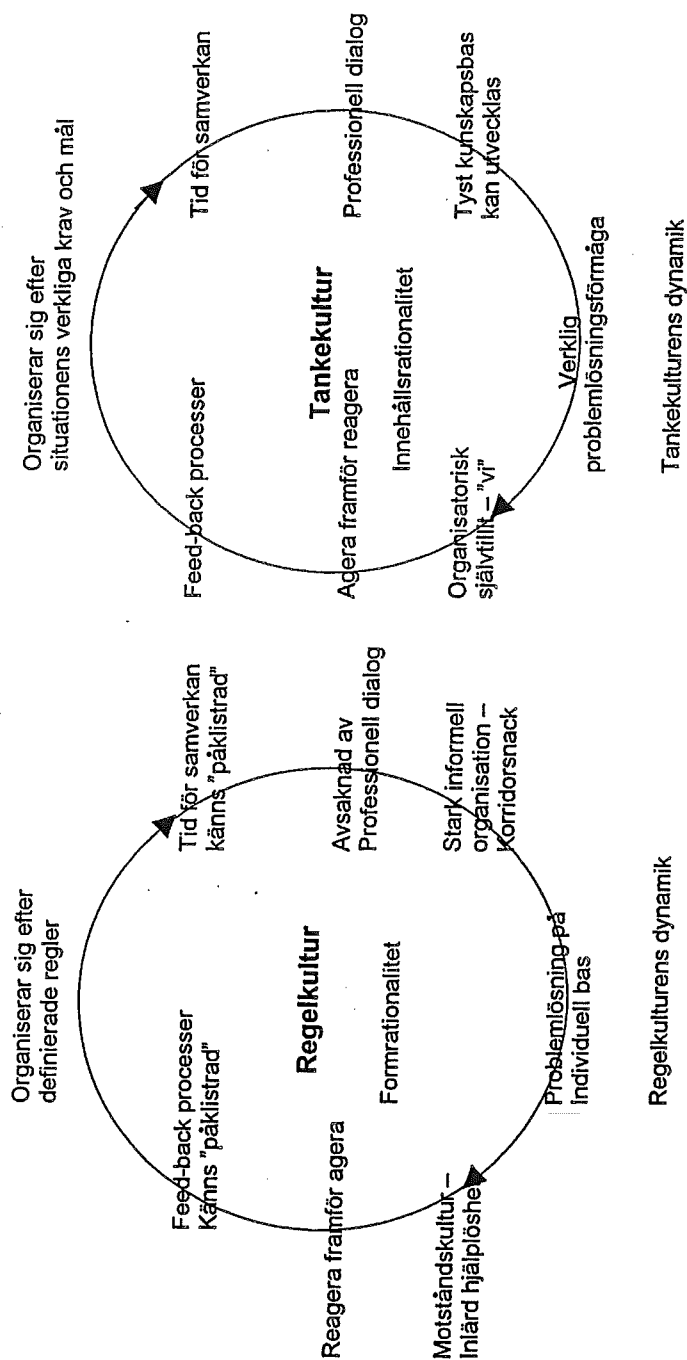 Organiserar sig efter
definierade regler
Tid för samverkan
känns "påklistrad"
Avsaknad av
Professionell dialog
Stark informell
organisation –
Korridorsnack
Problemlösning på
Individuell bas
Motståndskultur –
Inlärd hjälplöshet
Reagera framför agera
Feed-back processer
Känns "påklistrad"
Regelkultur
Formrationalitet
Regelkulturens dynamik
Organiserar sig efter
situationens verkliga krav och mål
Tid för samverkan
Professionell dialog
Tyst kunskapsbas
kan utvecklas
Verklig
problemlösningsförmåga
Organisatorisk
självtillit – "vi"
Agera framför reagera
Feed-back processer
Tankekultur
Innehållsrationalitet
Tankekulturens dynamik